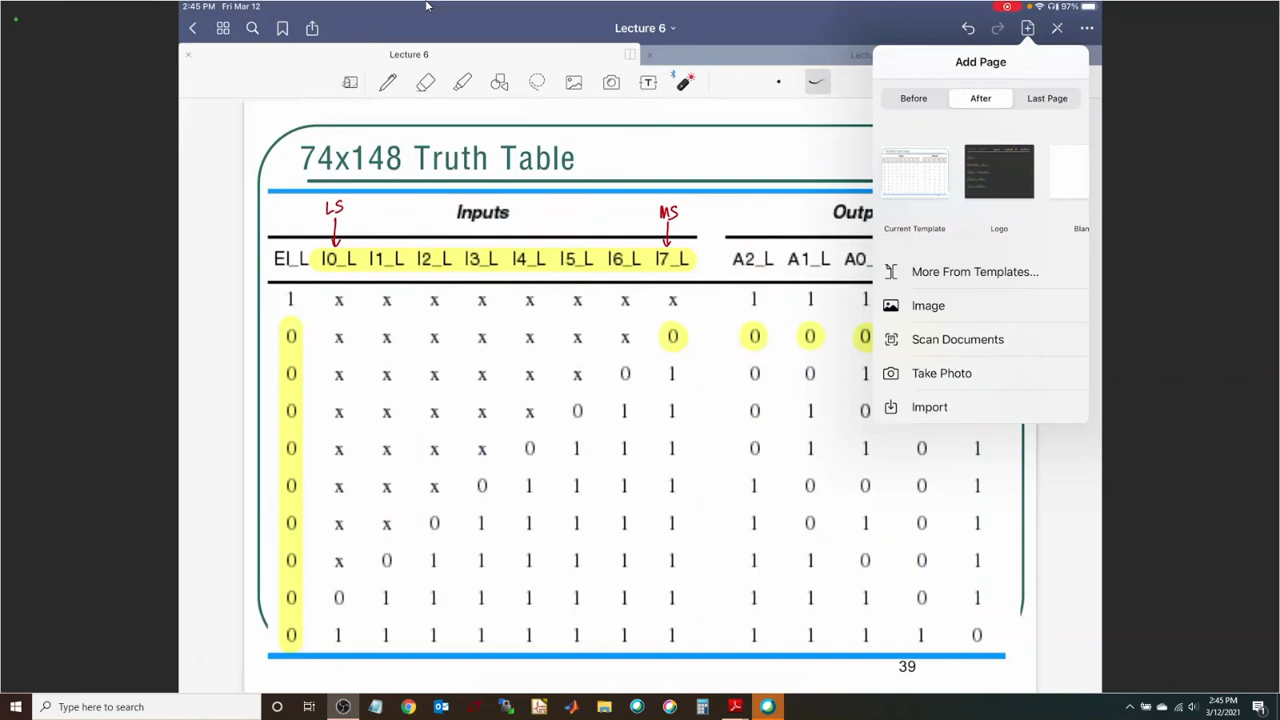 2:45 PM Fri Mar 12
97%
Lecture 6
Lecture 6
Add Page
Before After Last Page
Current Template Logo
More From Templates...
Image
Scan Documents
Take Photo
Import
74x148 Truth Table
LS MS
Inputs
EI_L I0_L I1_L I2_L I3_L I4_L I5_L I6_L I7_L A2_L A1_L
1 x x x x x x x x 1 1 1
0 x x x x x x x 0 0 0 0
0 x x x x x x 0 1 0 0 1
0 x x x x x 0 1 1 0 1 0
0 x x x x 0 1 1 1 0 1 1 0 1
0 x x x 0 1 1 1 1 1 0 0 0 1
0 x x 0 1 1 1 1 1 1 0 1 0 1
0 x 0 1 1 1 1 1 1 1 1 0 0 1
0 0 1 1 1 1 1 1 1 1 1 1 0 1
0 1 1 1 1 1 1 1 1 1 1 1 1 0
39
Type here to search
2:45 PM
3/12/2021